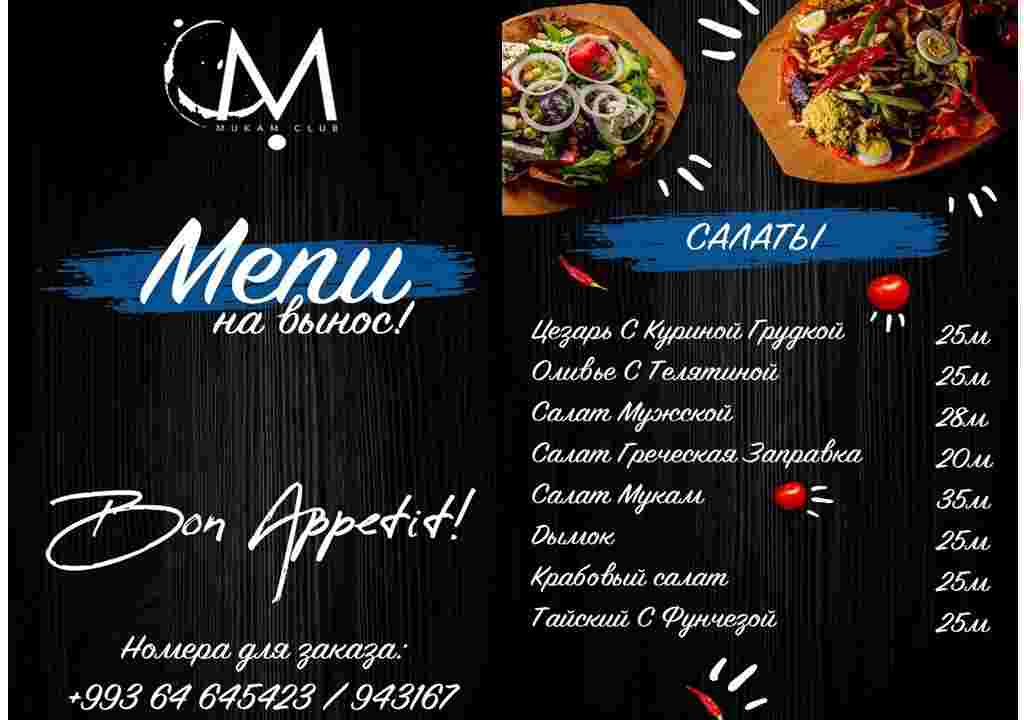 MUKAM CLUB
Menu
на вынос!
Bon Appetit!
Номера для заказа:
+993 64 645423 / 943167
САЛАТЫ
Цезарь С Куриной Грудкой 25м
Оливье С Телятиной 25м
Салат Мужской 28м
Салат Греческая Заправка 20м
Салат Мукам 35м
Дымок 25м
Крабовый салат 25м
Тайский С Фунчезой 25м